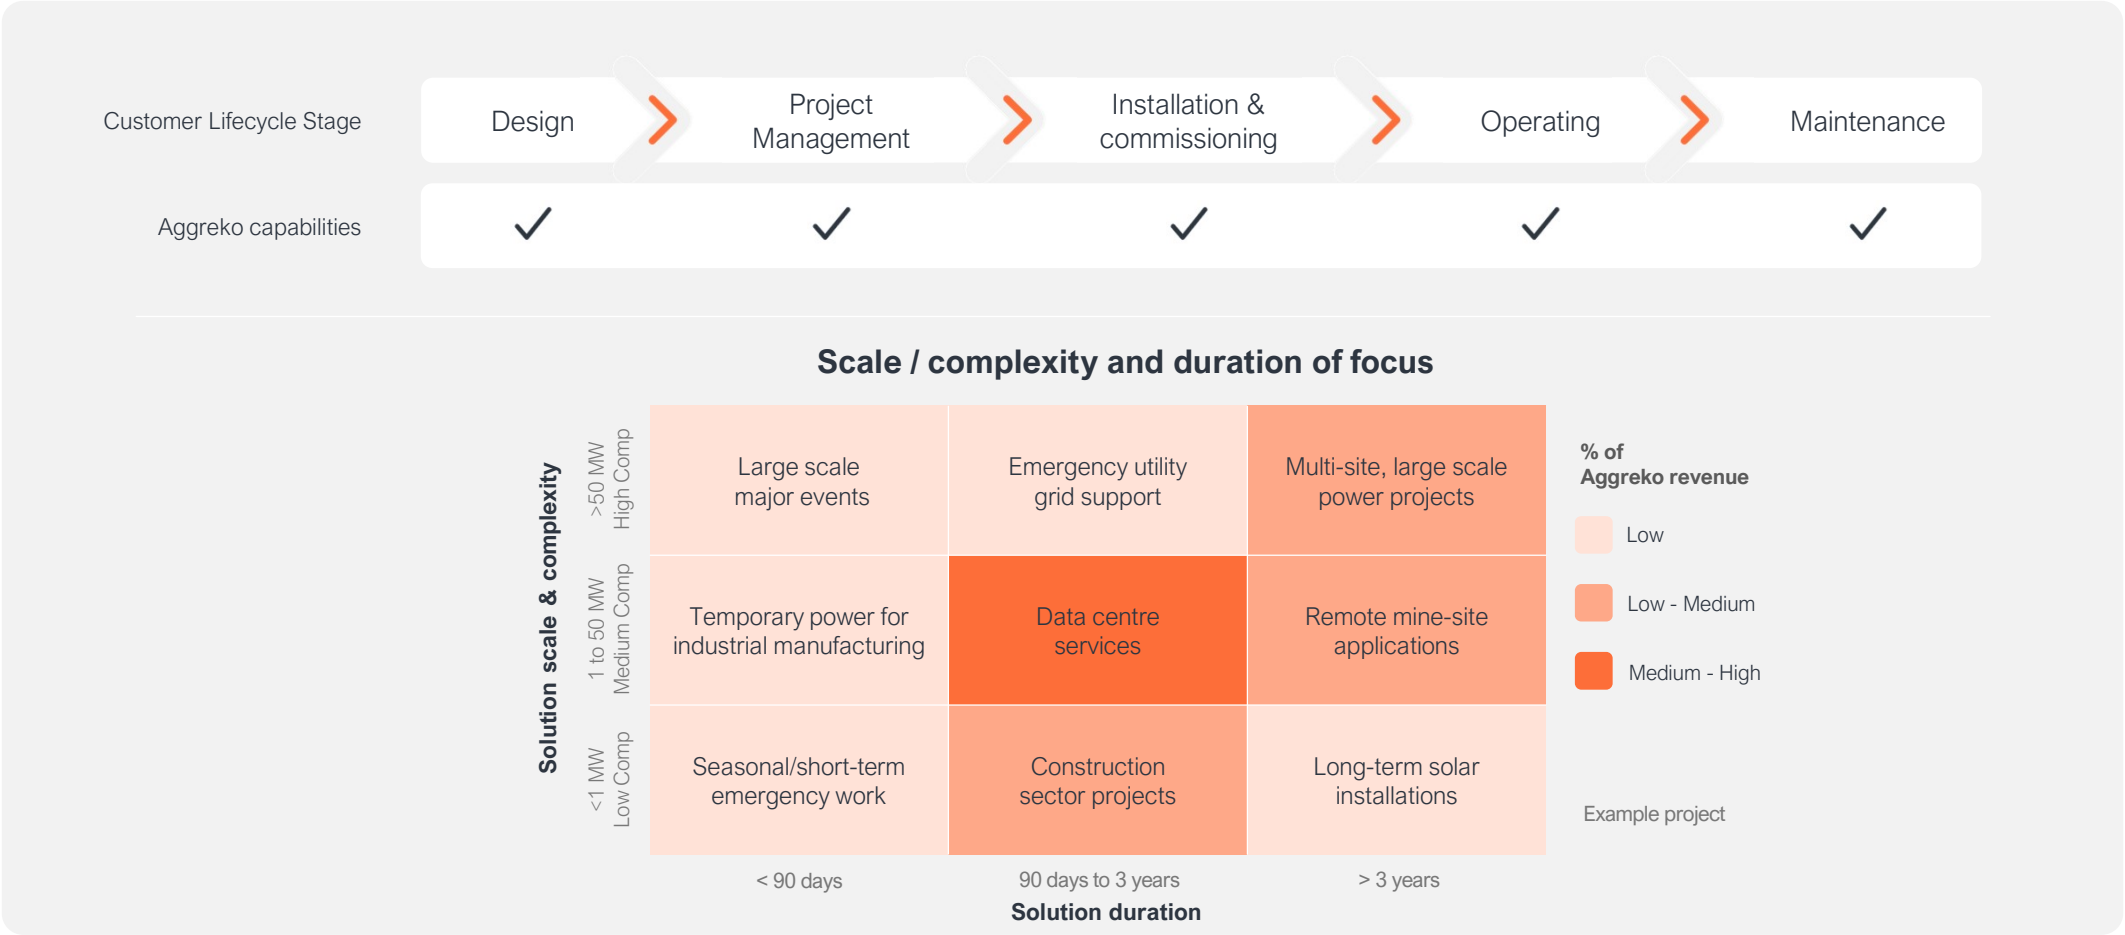 Customer Lifecycle Stage
Design
Project
Management
Installation &
commissioning
Operating
Maintenance
Aggreko capabilities
Scale / complexity and duration of focus
Solution scale & complexity
>50 MW
High Comp
Large scale
major events
Emergency utility
grid support
Multi-site, large scale
power projects
1 to 50 MW
Medium Comp
Temporary power for
industrial manufacturing
Data centre
services
Remote mine-site
applications
<1 MW
Low Comp
Seasonal/short-term
emergency work
Construction
sector projects
Long-term solar
installations
< 90 days
90 days to 3 years
> 3 years
Solution duration
% of
Aggreko revenue
Low
Low - Medium
Medium - High
Example project